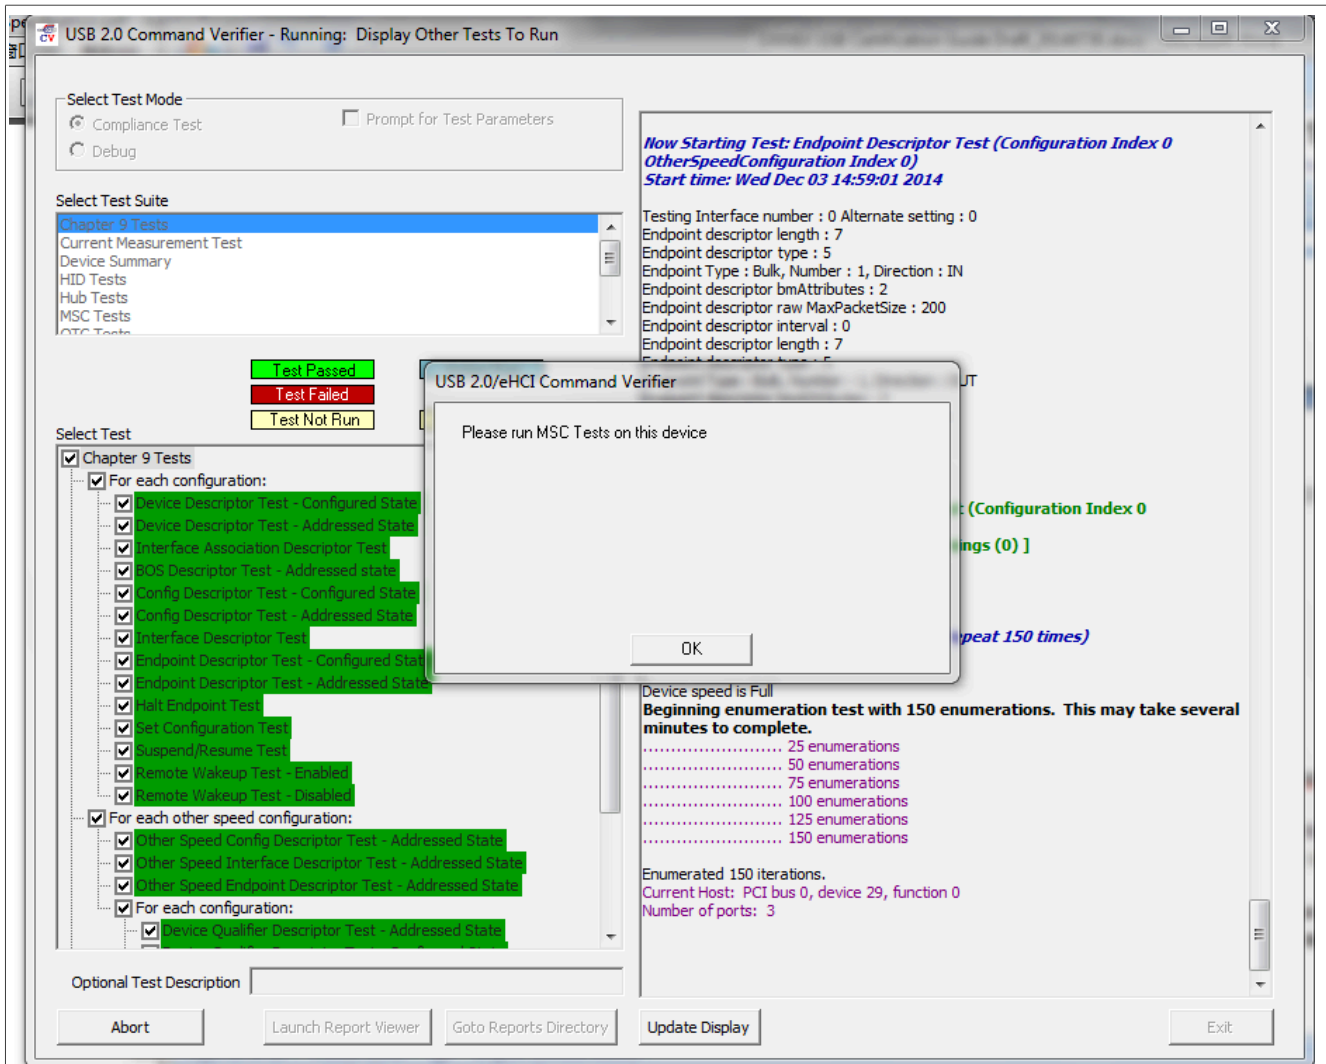 USB 2.0 Command Verifier - Running: Display Other Tests To Run
Select Test Mode
Compliance Test
Prompt for Test Parameters
Debug
Select Test Suite
Chapter 9 Tests
Current Measurement Test
Device Summary
HID Tests
Hub Tests
MSC Tests
OTG Tests
Test Passed
Test Failed
Test Not Run
Select Test
Chapter 9 Tests
For each configuration:
Device Descriptor Test - Configured State
Device Descriptor Test - Addressed State
Interface Association Descriptor Test
BOS Descriptor Test - Addressed state
Config Descriptor Test - Configured State
Config Descriptor Test - Addressed State
Interface Descriptor Test
Endpoint Descriptor Test - Configured Stat
Endpoint Descriptor Test - Addressed State
Halt Endpoint Test
Set Configuration Test
Suspend/Resume Test
Remote Wakeup Test - Enabled
Remote Wakeup Test - Disabled
For each other speed configuration:
Other Speed Config Descriptor Test - Addressed State
Other Speed Interface Descriptor Test - Addressed State
Other Speed Endpoint Descriptor Test - Addressed State
For each configuration:
Device Qualifier Descriptor Test - Addressed State
Optional Test Description
Abort
Launch Report Viewer
Goto Reports Directory
Now Starting Test: Endpoint Descriptor Test (Configuration Index 0
OtherSpeedConfiguration Index 0)
Start time: Wed Dec 03 14:59:01 2014
Testing Interface number : 0 Alternate setting : 0
Endpoint descriptor length : 7
Endpoint descriptor type : 5
Endpoint Type : Bulk, Number : 1, Direction : IN
Endpoint descriptor bmAttributes : 2
Endpoint descriptor raw MaxPacketSize : 200
Endpoint descriptor interval : 0
Endpoint descriptor length : 7
USB 2.0/eHCI Command Verifier
Please run MSC Tests on this device
OK
(Configuration Index 0
ings (0) ]
peat 150 times)
Device speed is Full
Beginning enumeration test with 150 enumerations. This may take several
minutes to complete.
......................... 25 enumerations
......................... 50 enumerations
......................... 75 enumerations
......................... 100 enumerations
......................... 125 enumerations
......................... 150 enumerations
Enumerated 150 iterations.
Current Host: PCI bus 0, device 29, function 0
Number of ports: 3
Update Display
Exit